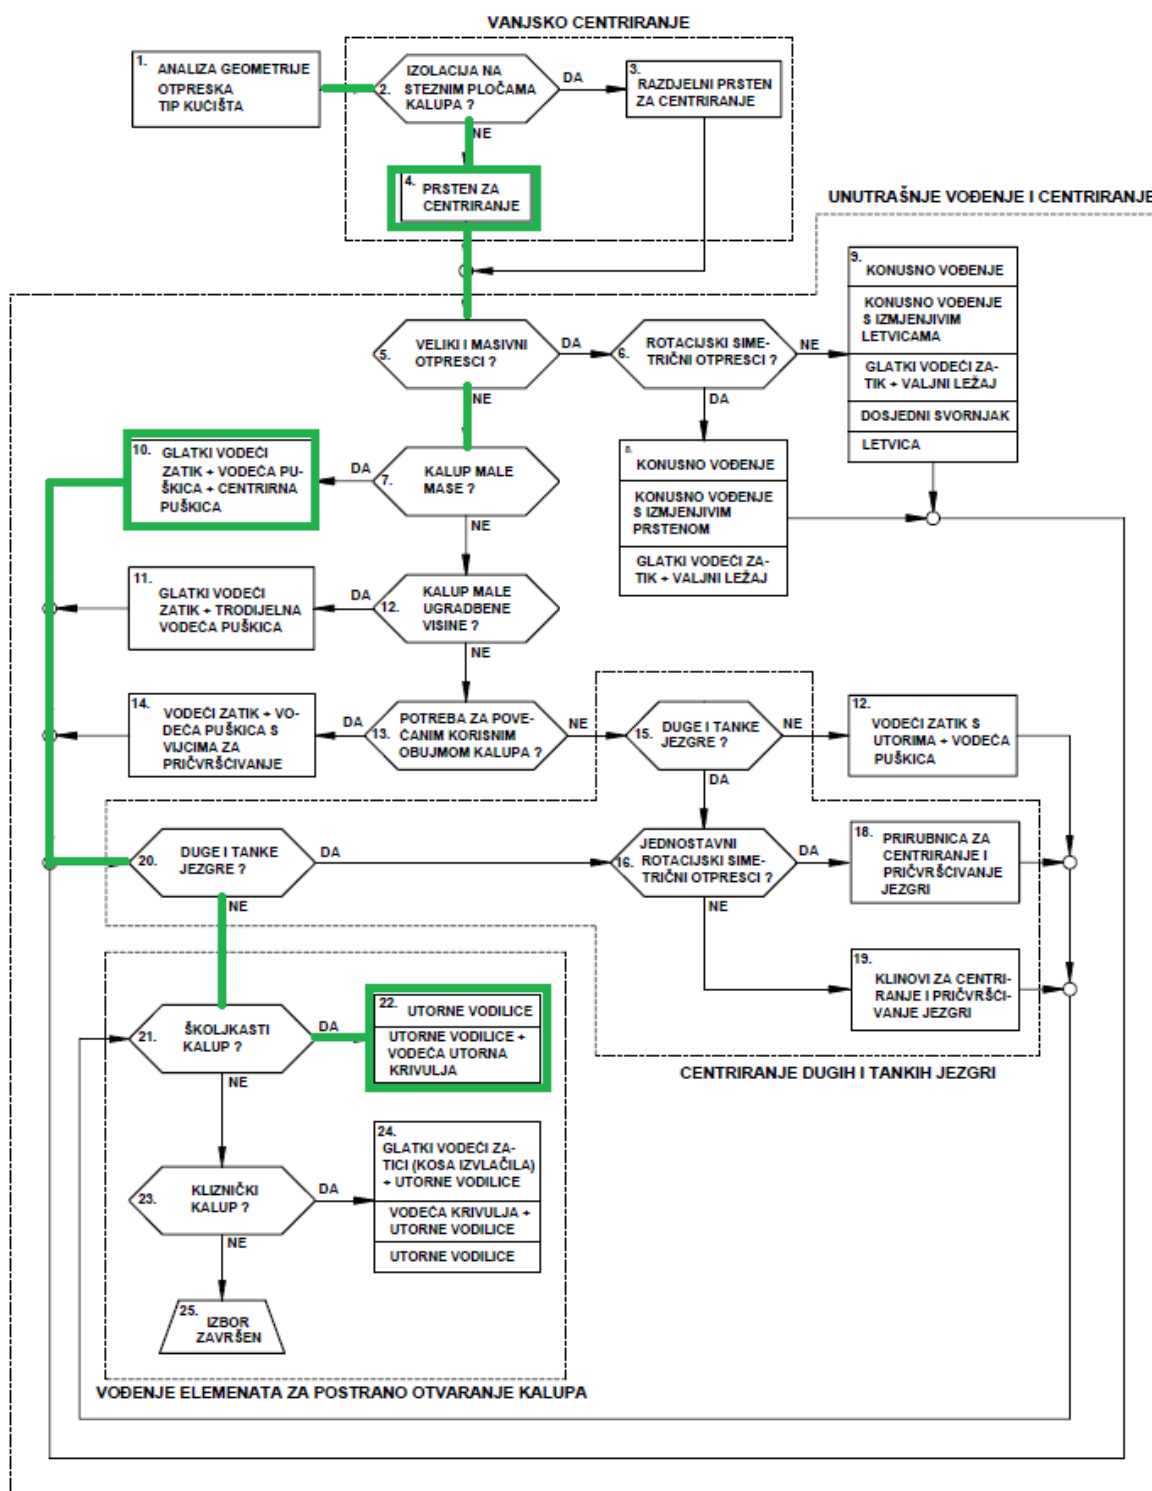 VANJSKO CENTRIRANJE
1.
ANALIZA GEOMETRIJE
OTPRESKA
TIP KUĆIŠTA
IZOLACIJA NA
2. STEZNIM PLOČAMA
KALUPA ?
DA
3.
RAZDJELNI PRSTEN
ZA CENTRIRANJE
NE
4.
PRSTEN ZA
CENTRIRANJE
UNUTRAŠNJE VOĐENJE I CENTRIRANJE
5.
VELIKI I MASIVNI
OTPRESCI ?
DA
6.
ROTACIJSKI SIME-
TRIČNI OTPRESCI ?
NE
9.
KONUSNO VOĐENJE
KONUSNO VOĐENJE
S IZMJENJIVIM
LETVICAMA
GLATKI VODEĆI ZA-
TIK + VALJNI LEŽAJ
DOSJEDNI SVORNJAK
LETVICA
NE
DA
10.
GLATKI VODEĆI
ZATIK + VODEĆA PU-
ŠKICA + CENTRIRNA
PUŠKICA
DA
7.
KALUP MALE
MASE ?
KONUSNO VOĐENJE
KONUSNO VOĐENJE
S IZMJENJIVIM
PRSTENOM
GLATKI VODEĆI ZA-
TIK + VALJNI LEŽAJ
NE
11.
GLATKI VODEĆI
ZATIK + TRODIJELNA
VODEĆA PUŠKICA
DA
12.
KALUP MALE
UGRADBENE
VISINE ?
NE
14.
VODEĆI ZATIK + VO-
DEĆA PUŠKICA S
VIJCIMA ZA
PRIČVRŠĆIVANJE
DA
13.
POTREBA ZA POVE-
ĆANIM KORISNIM
OBUJMOM KALUPA ?
NE
15.
DUGE I TANKE
JEZGRE ?
NE
12.
VODEĆI ZATIK S
UTORIMA + VODEĆA
PUŠKICA
DA
20.
DUGE I TANKE
JEZGRE ?
DA
16.
JEDNOSTAVNI
ROTACIJSKI SIME-
TRIČNI OTPRESCI ?
DA
18.
PRIRUBNICA ZA
CENTRIRANJE I
PRIČVRŠCIVANJE
JEZGRI
NE
NE
19.
KLINOVI ZA CENTRI-
RANJE I PRIČVRŠĆI-
VANJE JEZGRI
21.
ŠKOLJKASTI
KALUP ?
DA
22.
UTORNE VODILICE
UTORNE VODILICE +
VODEĆA UTORNA
KRIVULJA
CENTRIRANJE DUGIH I TANKIH JEZGRI
NE
24.
GLATKI VODEĆI ZA-
TICI (KOSA IZVLAČILA)
+ UTORNE VODILICE
VODEĆA KRIVULJA +
UTORNE VODILICE
UTORNE VODILICE
23.
KLIZNIČKI
KALUP ?
DA
NE
25.
IZBOR
ZAVRŠEN
VOĐENJE ELEMENATA ZA POSTRANO OTVARANJE KALUPA